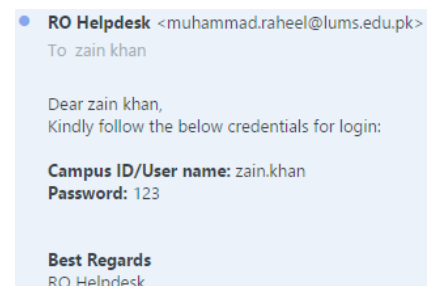 RO Helpdesk <muhammad.raheel@lums.edu.pk>
To zain khan
Dear zain khan,
Kindly follow the below credentials for login:
Campus ID/User name: zain.khan
Password: 123
Best Regards
RO Helpdesk